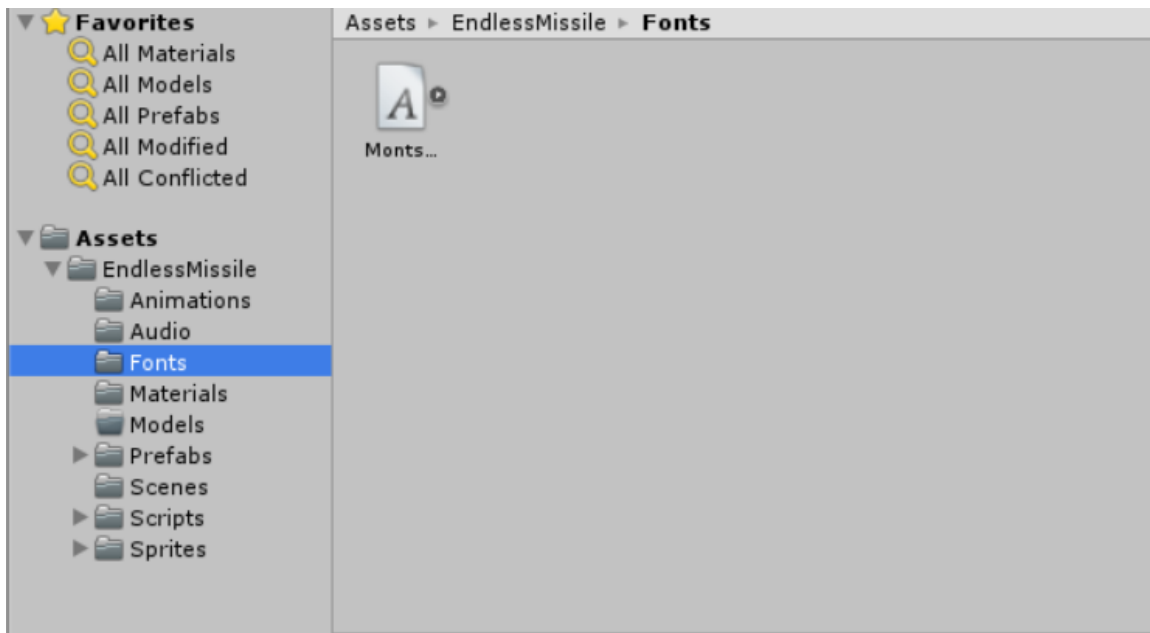 Favorites
All Materials
All Models
All Prefabs
All Modified
All Conflicted
Assets
EndlessMissile
Animations
Audio
Fonts
Materials
Models
Prefabs
Scenes
Scripts
Sprites
Assets ▸ EndlessMissile ▸ Fonts
A
Monts...